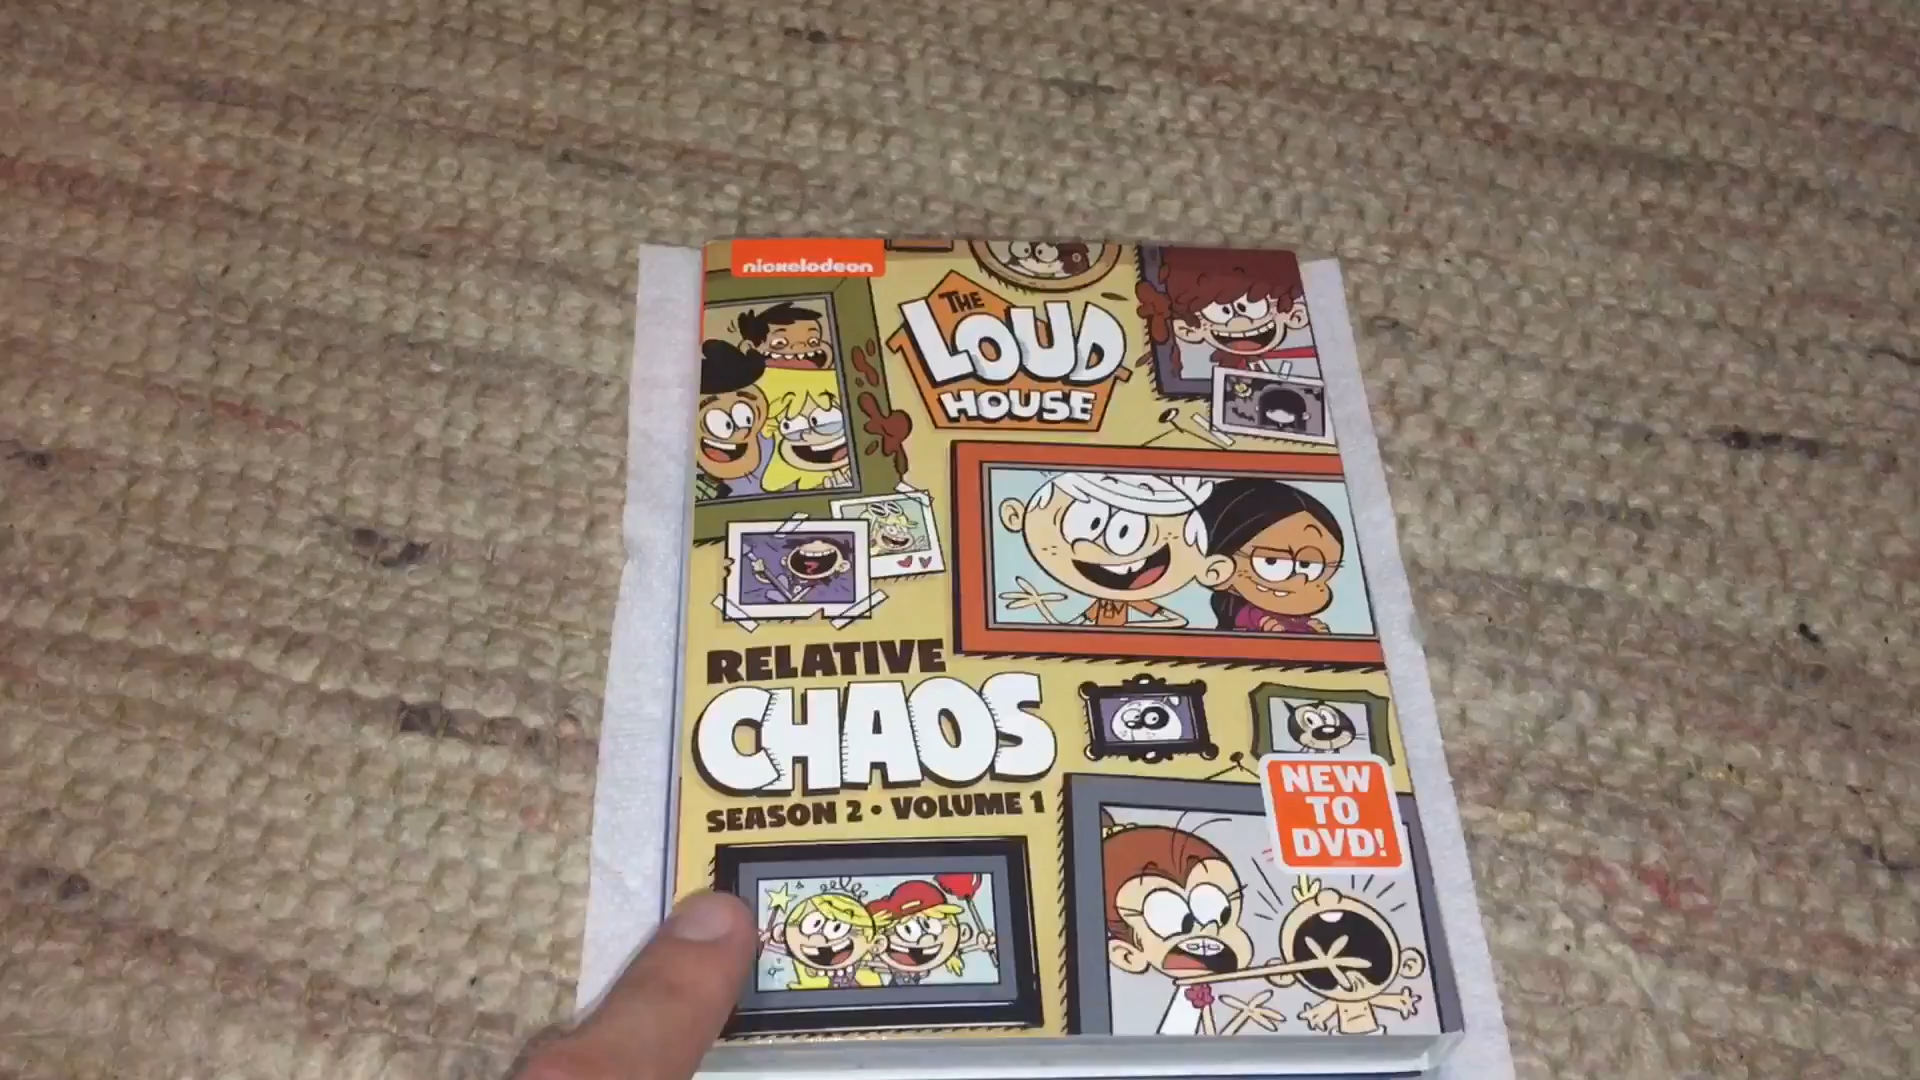 nickelodeon
THE
LOUD
HOUSE
RELATIVE
CHAOS
SEASON 2 • VOLUME 1
NEW
TO
DVD!